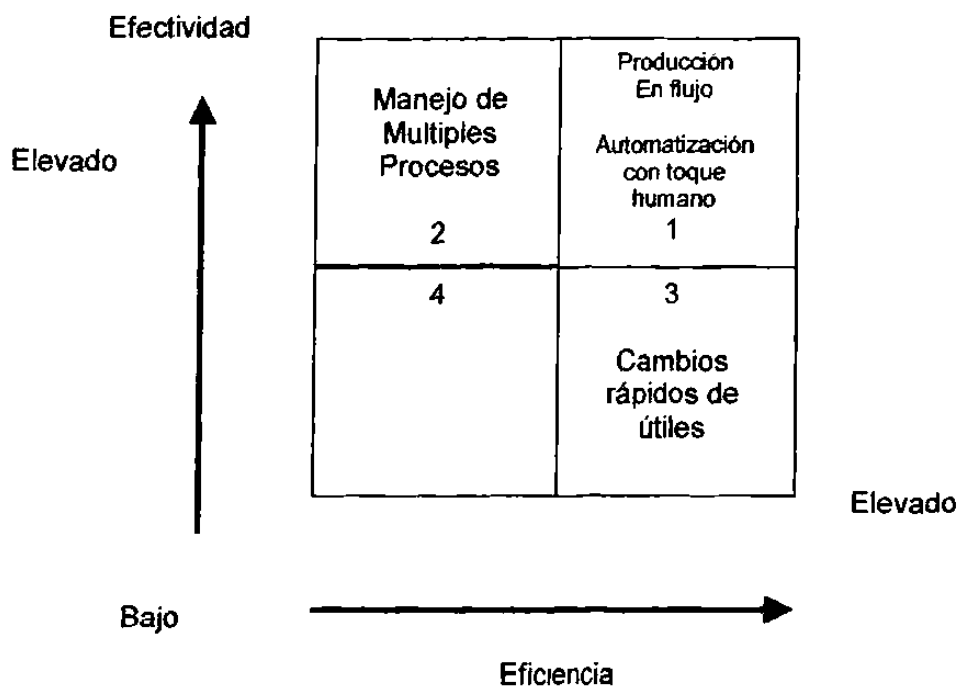 Efectividad
Elevado
Manejo de
Multiples
Procesos
2
Producción
En flujo
Automatización
con toque
humano
1
4
3
Cambios
rápidos de
útiles
Elevado
Bajo
Eficiencia